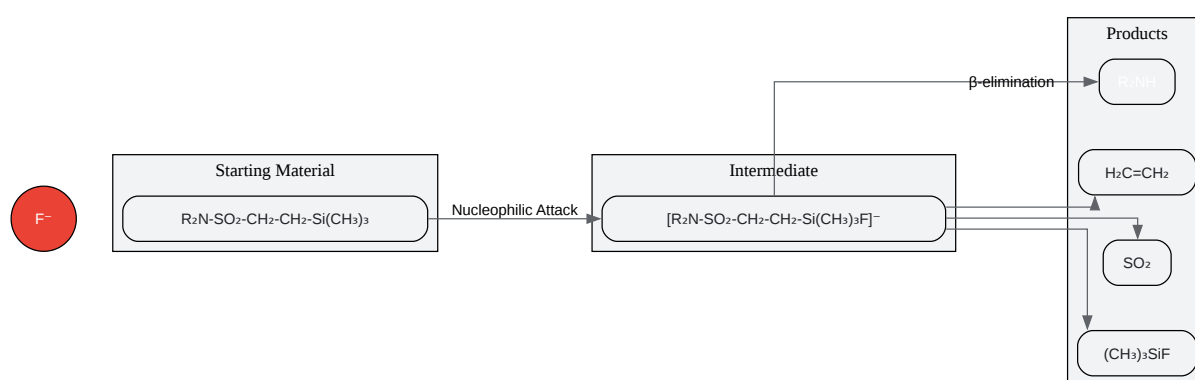 F⁻
Starting Material
R₂N-SO₂-CH₂-CH₂-Si(CH₃)₃
Nucleophilic Attack
Intermediate
[R₂N-SO₂-CH₂-CH₂-Si(CH₃)₃F]⁻
β-elimination
Products
R₂NH
H₂C=CH₂
SO₂
(CH₃)₃SiF